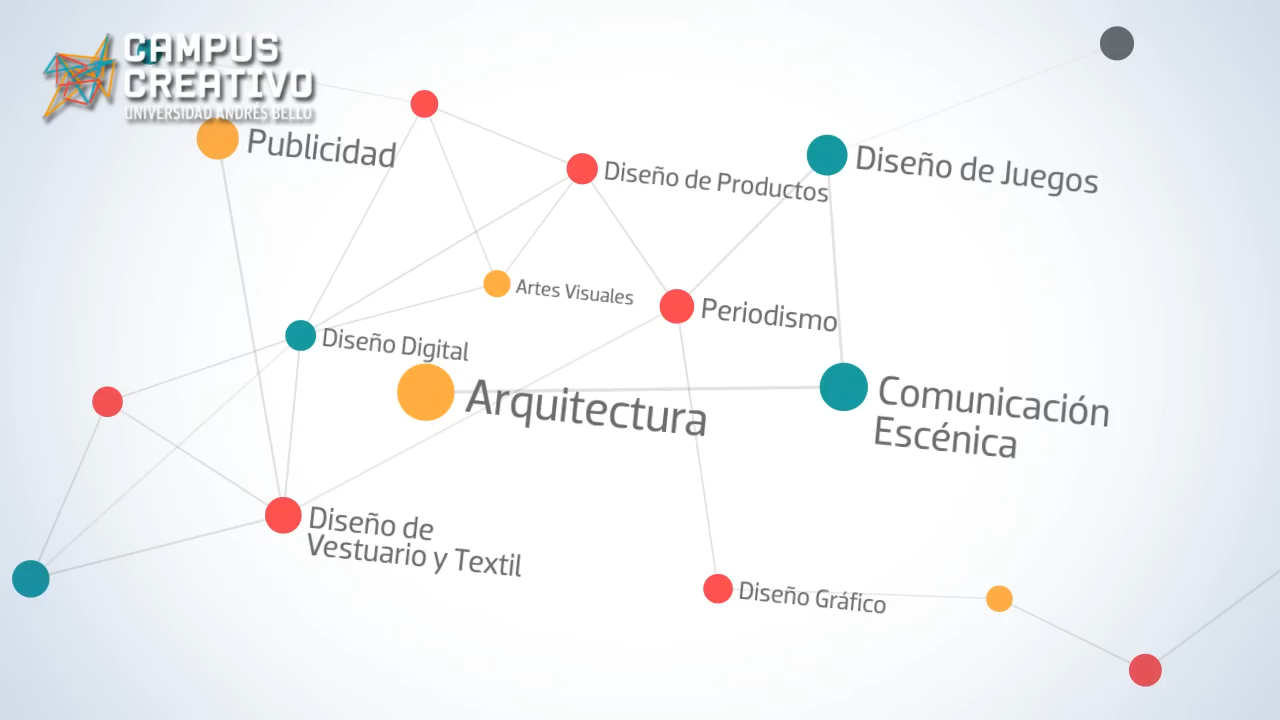 CAMPUS
CREATIVO
UNIVERSIDAD ANDRES BELLO
Publicidad
Diseño de Productos
Diseño de Juegos
Artes Visuales
Periodismo
Diseño Digital
Arquitectura
Comunicación
Escénica
Diseño de
Vestuario y Textil
Diseño Gráfico